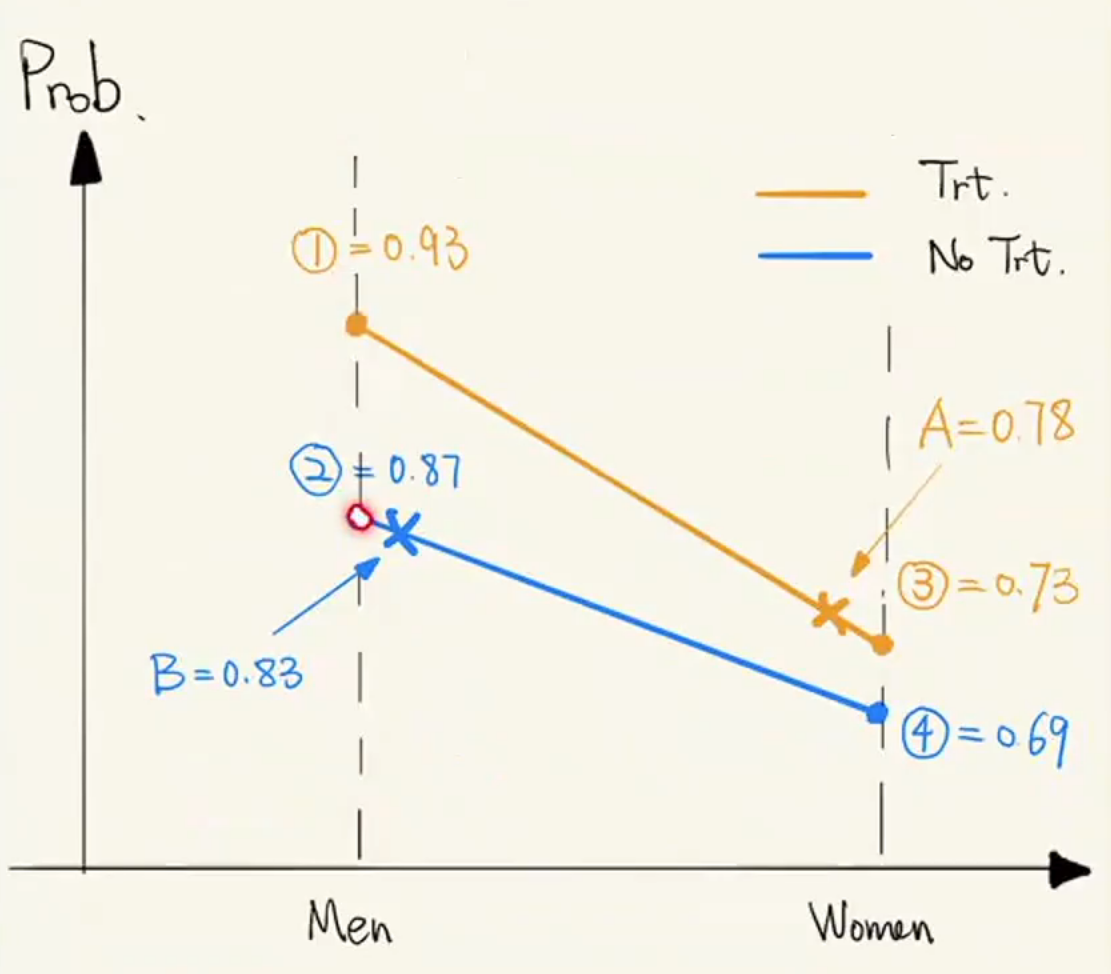 Prob.
Trt.
① = 0.93
No Trt.
A=0.78
② = 0.87
③ = 0.73
B=0.83
④ = 0.69
Men
Women